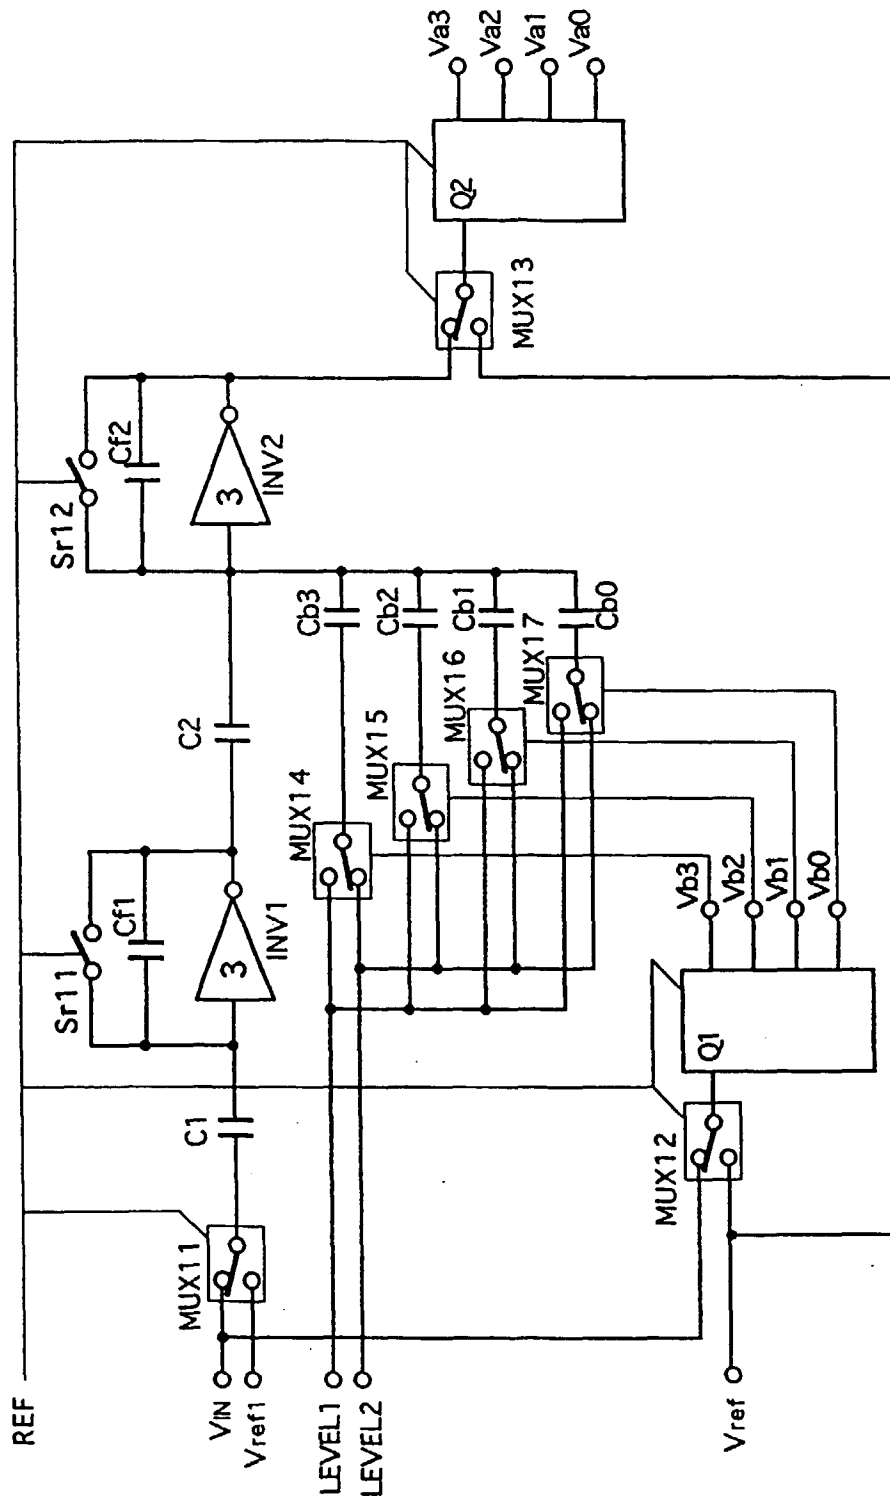 REF
Sr11
Cf1
3
INV1
Sr12
Cf2
3
INV2
MUX11
C1
C2
VIN
Vref1
LEVEL1
LEVEL2
MUX14
MUX15
MUX16
MUX17
Cb3
Cb2
Cb1
Cb0
MUX13
Q2
Va3
Va2
Va1
Va0
Vref
MUX12
Q1
Vb3
Vb2
Vb1
Vb0